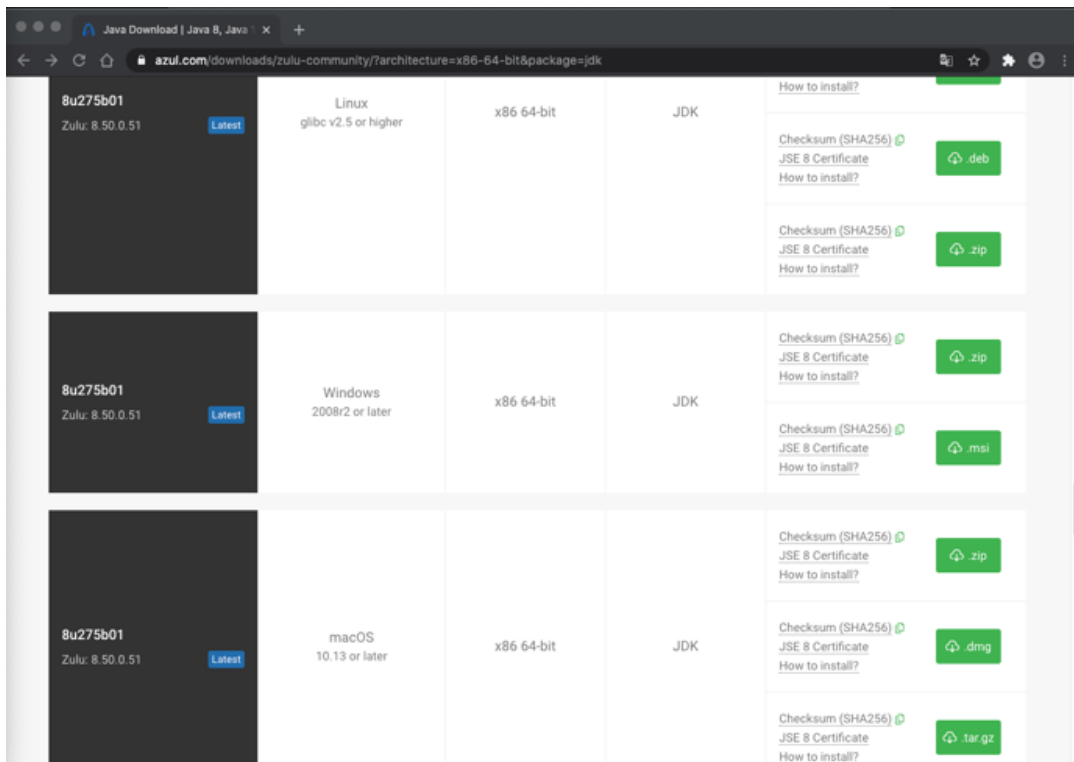 Java Download | Java 8, Java 1
azul.com/downloads/zulu-community/?architecture=x86-64-bit&package=jdk
How to install?
8u275b01
Zulu: 8.50.0.51
Latest
Linux
glibc v2.5 or higher
x86 64-bit
JDK
Checksum (SHA256)
JSE 8 Certificate
How to install?
.deb
Checksum (SHA256)
JSE 8 Certificate
How to install?
.zip
8u275b01
Zulu: 8.50.0.51
Latest
Windows
2008r2 or later
x86 64-bit
JDK
Checksum (SHA256)
JSE 8 Certificate
How to install?
.zip
Checksum (SHA256)
JSE 8 Certificate
How to install?
.msi
8u275b01
Zulu: 8.50.0.51
Latest
macOS
10.13 or later
x86 64-bit
JDK
Checksum (SHA256)
JSE 8 Certificate
How to install?
.zip
Checksum (SHA256)
JSE 8 Certificate
How to install?
.dmg
Checksum (SHA256)
JSE 8 Certificate
How to install?
.tar.gz